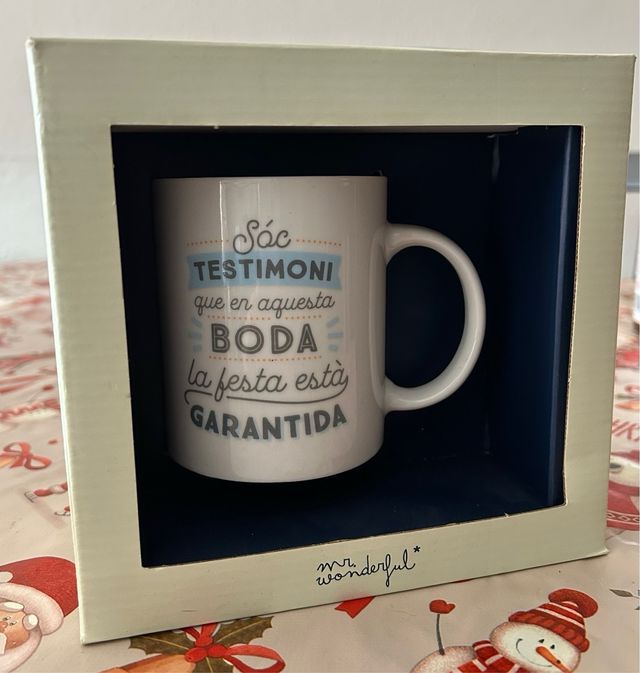 Sóc
TESTIMONI
que en aquesta
BODA
la festa està
GARANTIDA
mr.
wonderful*